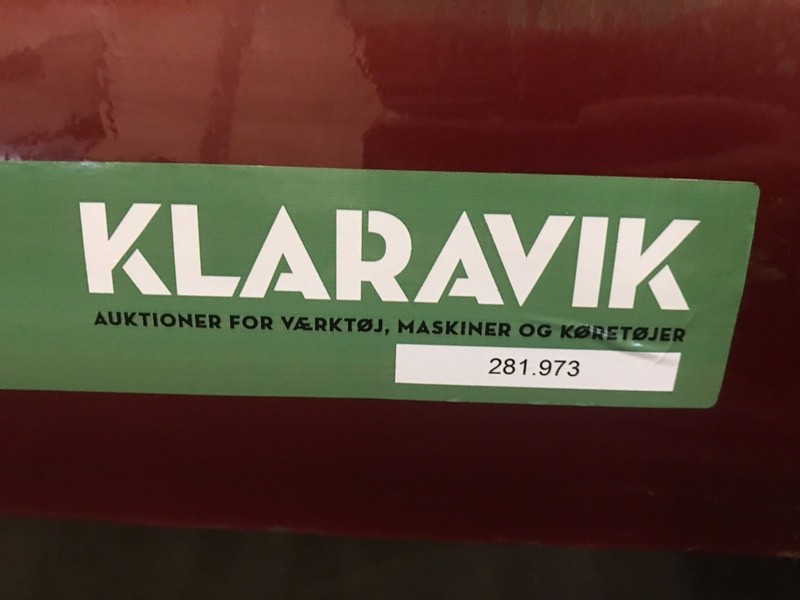 KLARAVIK
AUKTIONER FOR VÆRKTØJ, MASKINER OG KØRETØJER
281.973